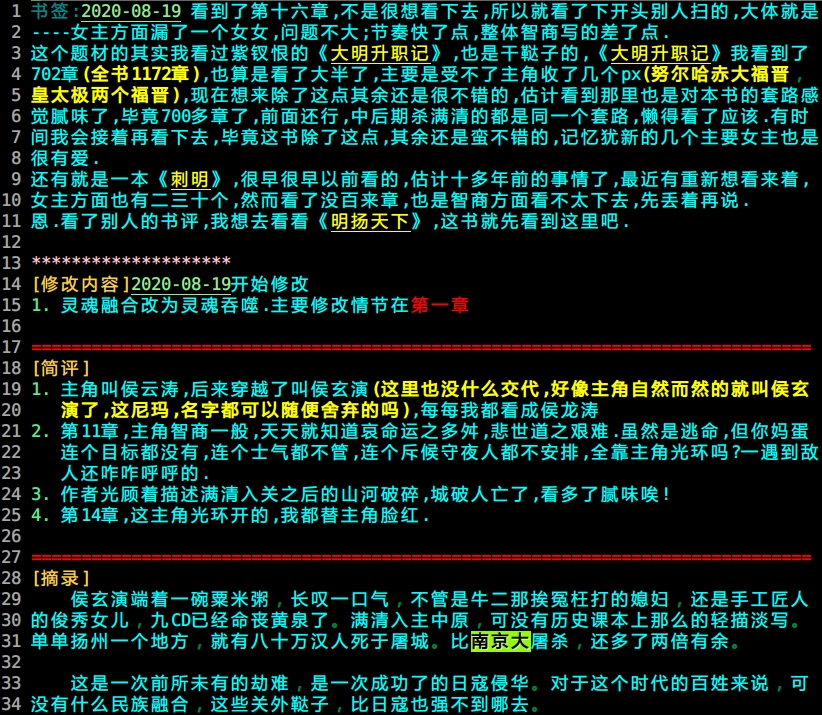 1 书签:2020-08-19 看到了第十六章,不是很想看下去,所以就看了下开头别人扫的,大体就是
2 ----女主方面漏了一个女女,问题不大;节奏快了点,整体智商写的差了点.
3 这个题材的其实我看过紫钗恨的《大明升职记》,也是干鞑子的,《大明升职记》我看到了
4 702章(全书1172章),也算是看了大半了,主要是受不了主角收了几个px(努尔哈赤大福晋，
5 皇太极两个福晋),现在想来除了这点其余还是很不错的,估计看到那里也是对本书的套路感
6 觉腻味了,毕竟700多章了,前面还行,中后期杀满清的都是同一个套路,懒得看了应该.有时
7 间我会接着再看下去,毕竟这书除了这点,其余还是蛮不错的,记忆犹新的几个主要女主也是
8 很有爱.
9 还有就是一本《刺明》,很早很早以前看的,估计十多年前的事情了,最近有重新想看来着,
10 女主方面也有二三十个,然而看了没百来章,也是智商方面看不太下去,先丢着再说.
11 恩.看了别人的书评,我想去看看《明扬天下》,这书就先看到这里吧.
12
13 ********************
14 [修改内容]2020-08-19开始修改
15 1. 灵魂融合改为灵魂吞噬.主要修改情节在第一章
16
17 ==============================================================================
18 [简评]
19 1. 主角叫侯云涛,后来穿越了叫侯玄演(这里也没什么交代,好像主角自然而然的就叫侯玄
20 演了,这尼玛,名字都可以随便舍弃的吗),每每我都看成侯龙涛
21 2. 第11章,主角智商一般,天天就知道哀命运之多舛,悲世道之艰难.虽然是逃命,但你妈蛋
22 连个目标都没有,连个士气都不管,连个斥候守夜人都不安排,全靠主角光环吗?一遇到敌
23 人还咋咋呼呼的.
24 3. 作者光顾着描述满清入关之后的山河破碎,城破人亡了,看多了腻味唉!
25 4. 第14章,这主角光环开的,我都替主角脸红.
26
27 ==============================================================================
28 [摘录]
29 侯玄演端着一碗粟米粥，长叹一口气，不管是牛二那挨冤枉打的媳妇，还是手工匠人
30 的俊秀女儿，九CD已经命丧黄泉了。满清入主中原，可没有历史课本上那么的轻描淡写。
31 单单扬州一个地方，就有八十万汉人死于屠城。比南京大屠杀，还多了两倍有余。
32
33 这是一次前所未有的劫难，是一次成功了的日寇侵华。对于这个时代的百姓来说，可
34 没有什么民族融合，这些关外鞑子，比日寇也强不到哪去。